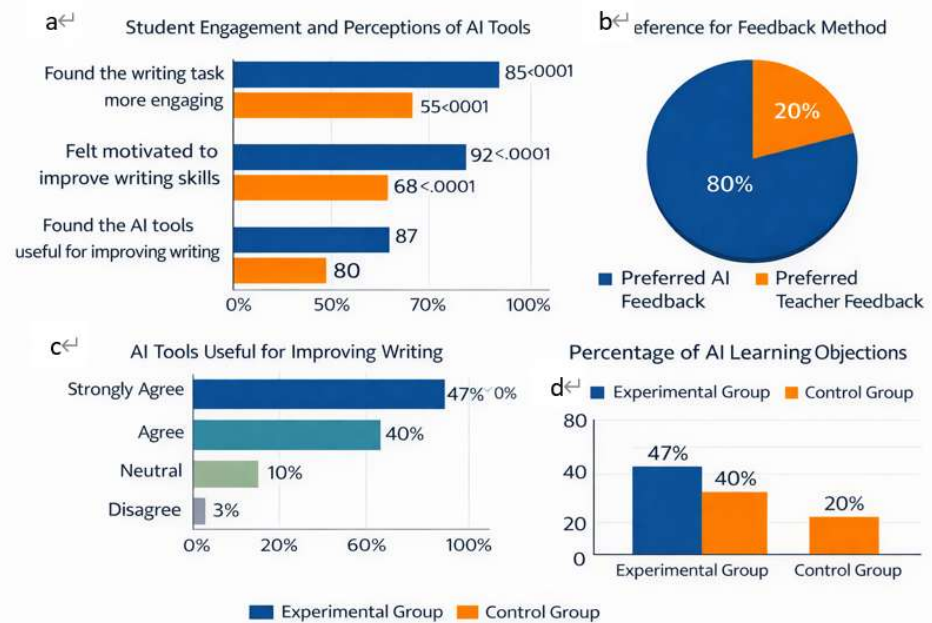 a↵
Student Engagement and Perceptions of AI Tools
Found the writing task
more engaging
85<0001
55<0001
Felt motivated to
improve writing skills
92<.0001
68<.0001
Found the AI tools
useful for improving writing
87
80
0%
50%
70%
100%
b↵
eference for Feedback Method
20%
80%
Preferred AI
Feedback
Preferred
Teacher Feedback
c↵
AI Tools Useful for Improving Writing
Strongly Agree
47%
0%
Agree
40%
Neutral
10%
Disagree
3%
0%
20%
60%
100%
Percentage of AI Learning Objections
d↵
Experimental Group
Control Group
80
40
20
0
47%
40%
20%
Experimental Group
Control Group
Experimental Group
Control Group